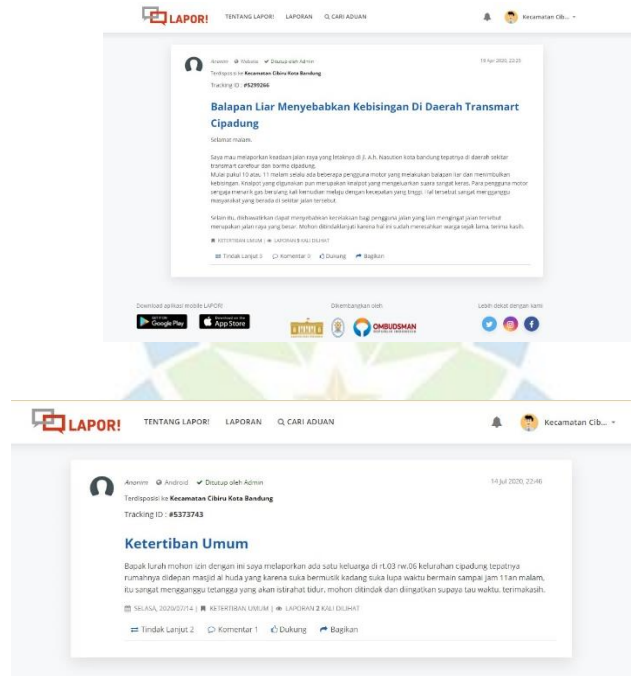 LAPOR!
TENTANG LAPOR! LAPORAN CARI ADUAN
Kecamatan Cib...
Anonim Website Ditutup oleh Admin
19 Apr 2020, 22:25
Terdisposisi ke Kecamatan Cibiru Kota Bandung
Tracking ID : #5299266
Balapan Liar Menyebabkan Kebisingan Di Daerah Transmart
Cipadung
Selamat malam.
Saya mau melaporkan keadaan jalan raya yang letaknya di Jl. A.h. Nasution kota bandung tepatnya di daerah sekitar
transmart carefour dan borma cipadung.
Mulai pukul 10 atau 11 malam selalu ada beberapa pengguna motor yang melakukan balapan liar dan menimbulkan
kebisingan. Knalpot yang digunakan pun merupakan knalpot yang mengeluarkan suara sangat keras. Para pengguna motor
sengaja menarik gas berulang kali kemudian melaju dengan kecepatan yang tinggi. Hal tersebut sangat mengganggu
masyarakat yang berada di sekitar jalan tersebut.
Selain itu, dikhawatirkan dapat menyebabkan kecelakaan bagi pengguna jalan yang lain mengingat jalan tersebut
merupakan jalan raya yang besar. Mohon ditindaklanjuti karena hal ini sudah meresahkan warga sejak lama, terima kasih.
KETERTIBAN UMUM | LAPORAN KALI DILIHAT
Tindak Lanjut 3 Komentar Dukung Bagikan
Download aplikasi mobile LAPOR!
Dikembangkan oleh
Lebih dekat dengan kami
Google Play
App Store
OMBUDSMAN
LAPOR!
TENTANG LAPOR! LAPORAN CARI ADUAN
Kecamatan Cib...
Anonim Android Ditutup oleh Admin
14 Jul 2020, 22:46
Terdisposisi ke Kecamatan Cibiru Kota Bandung
Tracking ID : #5373743
Ketertiban Umum
Bapak lurah mohon izin dengan ini saya melaporkan ada satu keluarga di rt.03 rw.06 kelurahan cipadung tepatnya
rumahnya didepan masjid al huda yang karena suka bermusik kadang suka lupa waktu bermain sampai jam 11an malam,
itu sangat mengganggu tetangga yang akan istirahat tidur, mohon ditindak dan diingatkan supaya tau waktu, terimakasih.
SELASA, 2020/07/14 | KETERTIBAN UMUM | LAPORAN 2 KALI DILIHAT
Tindak Lanjut 2 Komentar 1 Dukung Bagikan